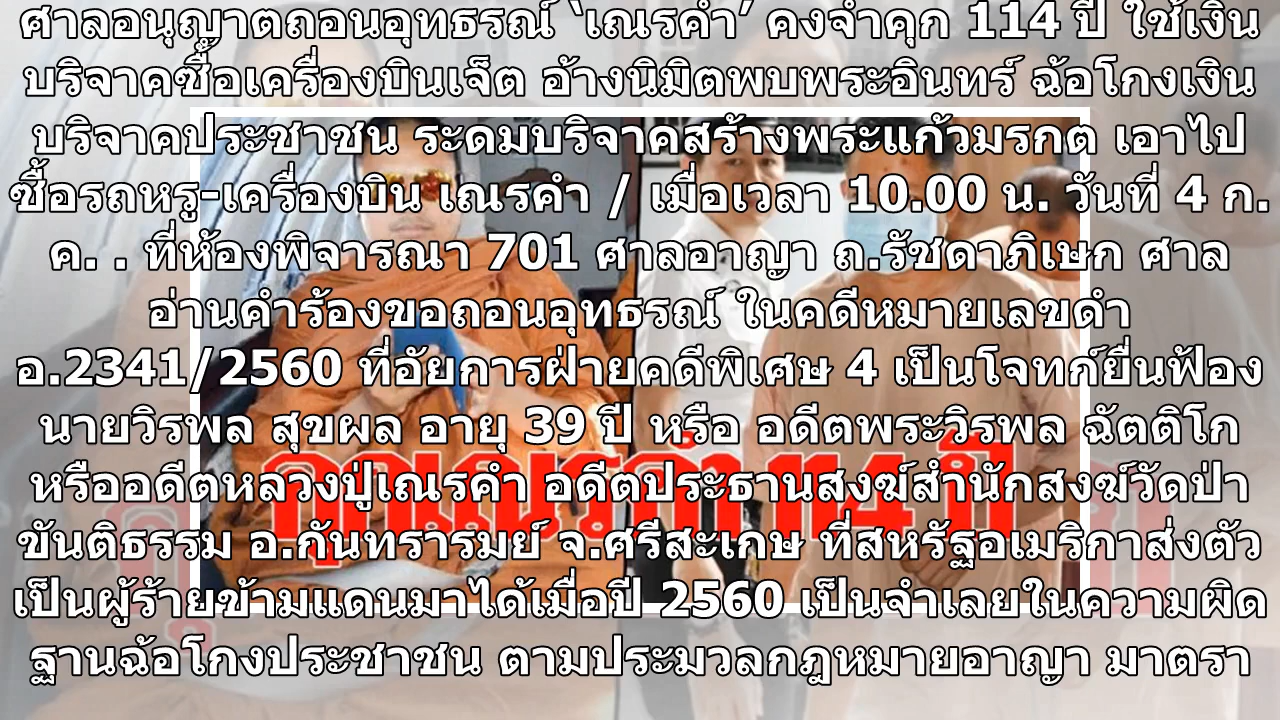 ศาลอนุญาตถอนอุทธรณ์ ‘เณรคำ’ คงจำคุก 114 ปี ใช้เงิน
บริจาคซื้อเครื่องบินเจ็ต อ้างนิมิตพบพระอินทร์ ฉ้อโกงเงิน
บริจาคประชาชน ระดมบริจาคสร้างพระแก้วมรกต เอาไป
ซื้อรถหรู-เครื่องบิน เณรคำ / เมื่อเวลา 10.00 น. วันที่ 4 ก.
ค. . ที่ห้องพิจารณา 701 ศาลอาญา ถ.รัชดาภิเษก ศาล
อ่านคำร้องขอถอนอุทธรณ์ ในคดีหมายเลขดำ
อ.2341/2560 ที่อัยการฝ่ายคดีพิเศษ 4 เป็นโจทก์ยื่นฟ้อง
นายวิรพล สุขผล อายุ 39 ปี หรือ อดีตพระวิรพล ฉัตติโก
หรืออดีตหลวงปู่เณรคำ อดีตประธานสงฆ์สำนักสงฆ์วัดป่า
ขันติธรรม อ.กันทรารมย์ จ.ศรีสะเกษ ที่สหรัฐอเมริกาส่งตัว
เป็นผู้ร้ายข้ามแดนมาได้เมื่อปี 2560 เป็นจำเลยในความผิด
ฐานฉ้อโกงประชาชน ตามประมวลกฎหมายอาญา มาตรา
คุกเณรคำ 114 ปี